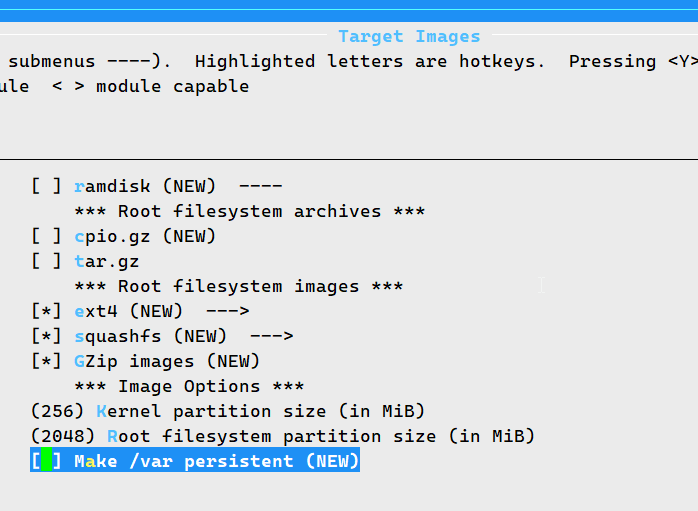 Target Images
submenus ----).  Highlighted letters are hotkeys.  Pressing <Y>
ule  < > module capable
[ ] ramdisk (NEW)  ----
*** Root filesystem archives ***
[ ] cpio.gz (NEW)
[ ] tar.gz
*** Root filesystem images ***
[*] ext4 (NEW)  --->
[*] squashfs (NEW)  --->
[*] GZip images (NEW)
*** Image Options ***
(256) Kernel partition size (in MiB)
(2048) Root filesystem partition size (in MiB)
[ ] Make /var persistent (NEW)